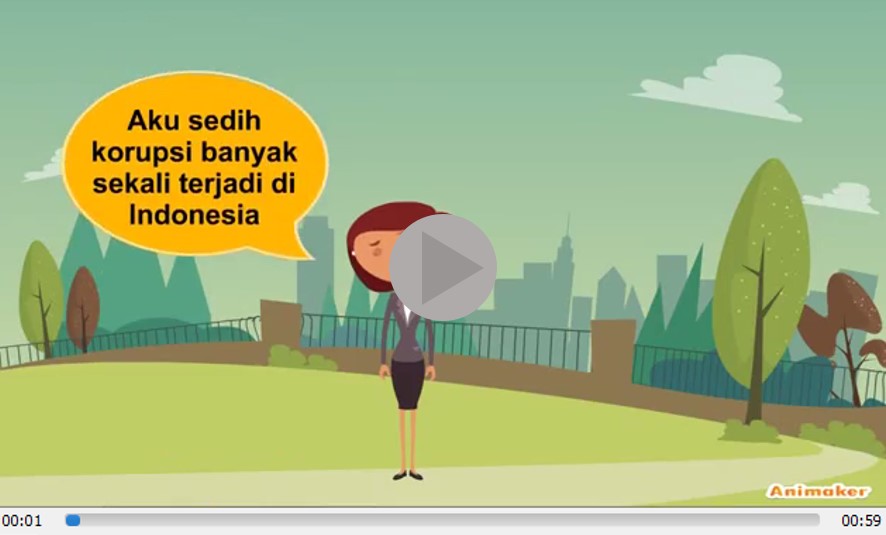 Aku sedih
korupsi banyak
sekali terjadi di
Indonesia
Animaker
00:01
00:59